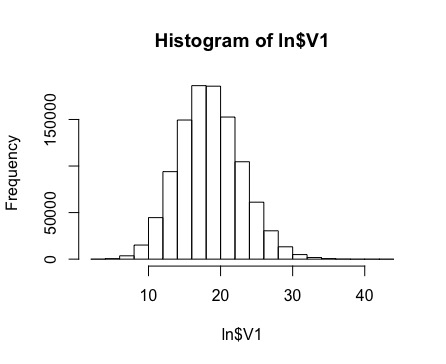 Histogram of ln$V1
Frequency
150000
50000
0
10 20 30 40
ln$V1